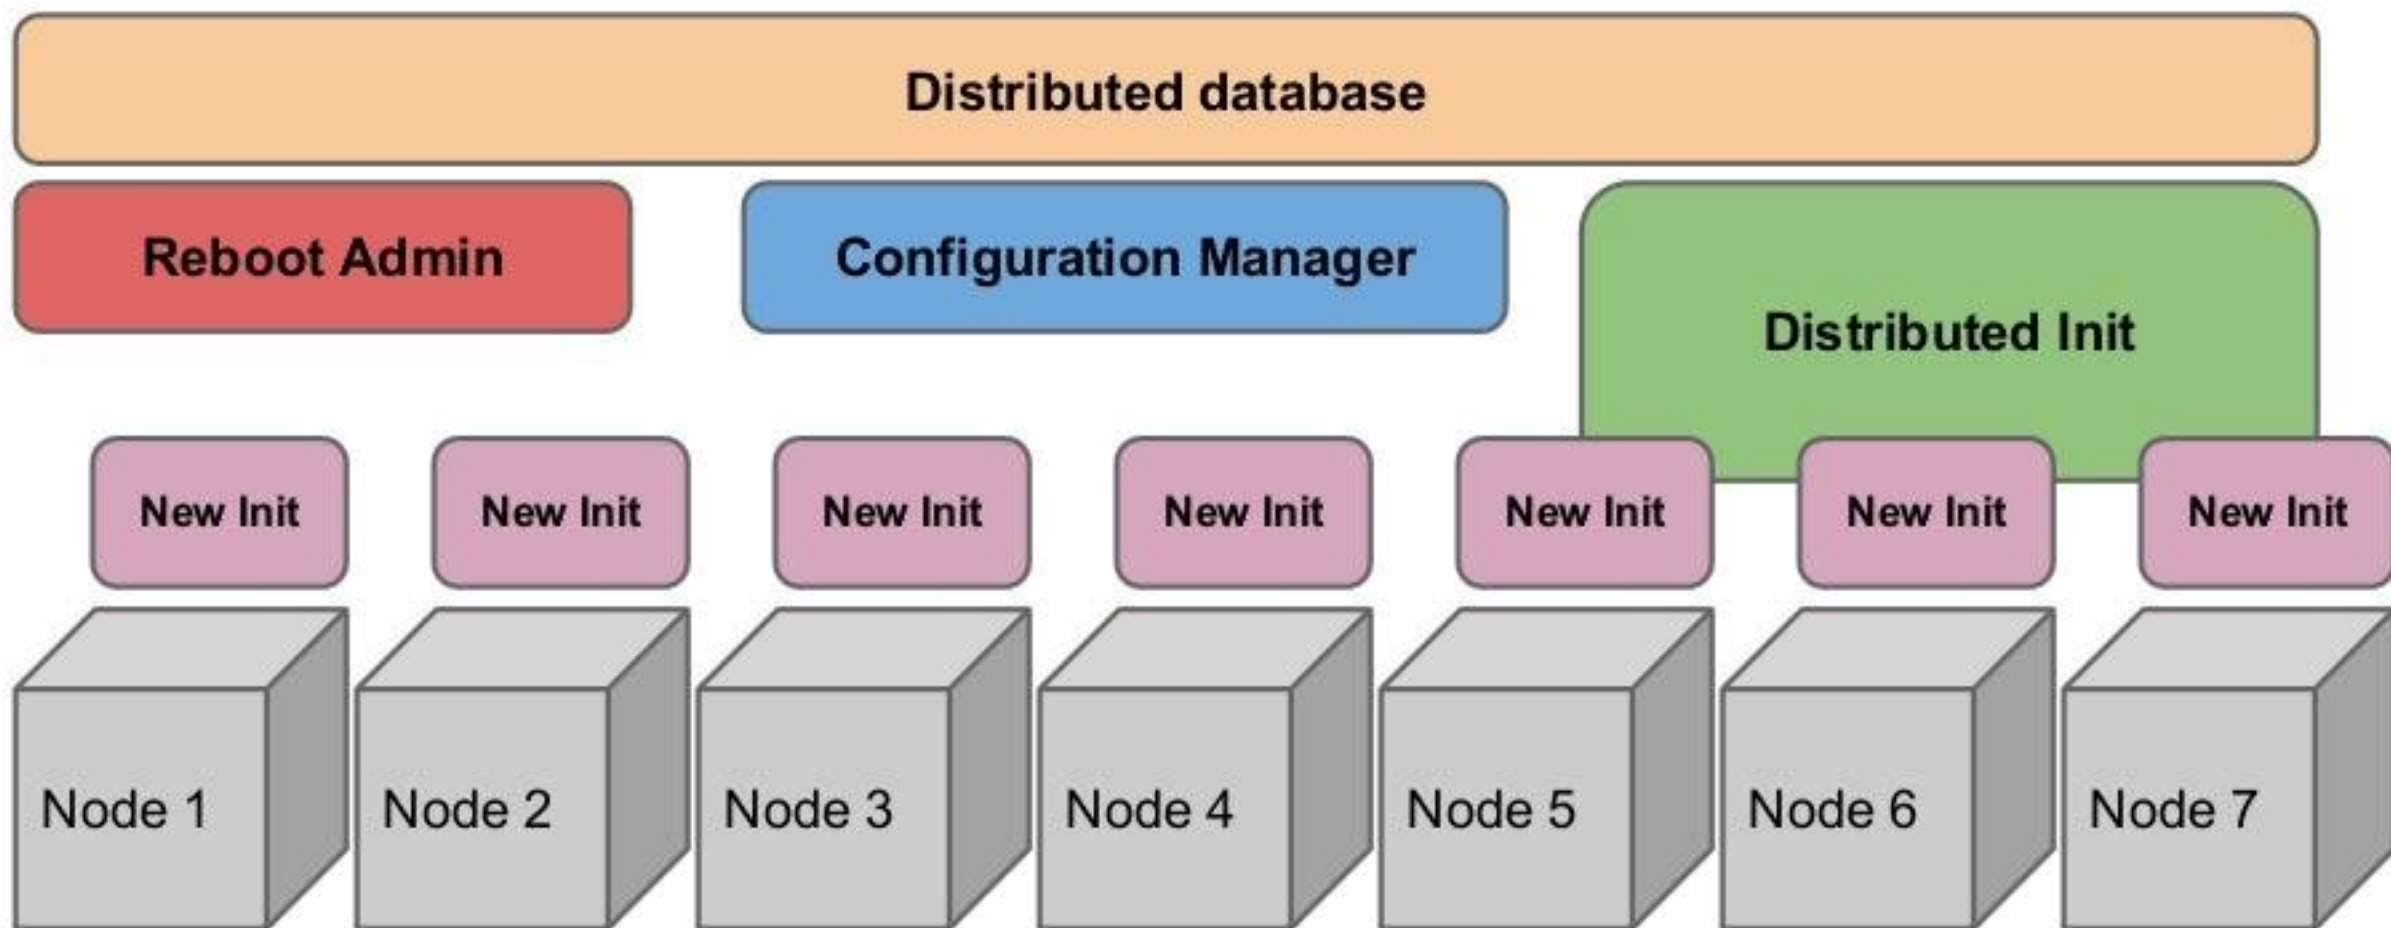 Distributed database
Reboot Admin
Configuration Manager
Distributed Init
New Init
New Init
New Init
New Init
New Init
New Init
New Init
Node 1
Node 2
Node 3
Node 4
Node 5
Node 6
Node 7